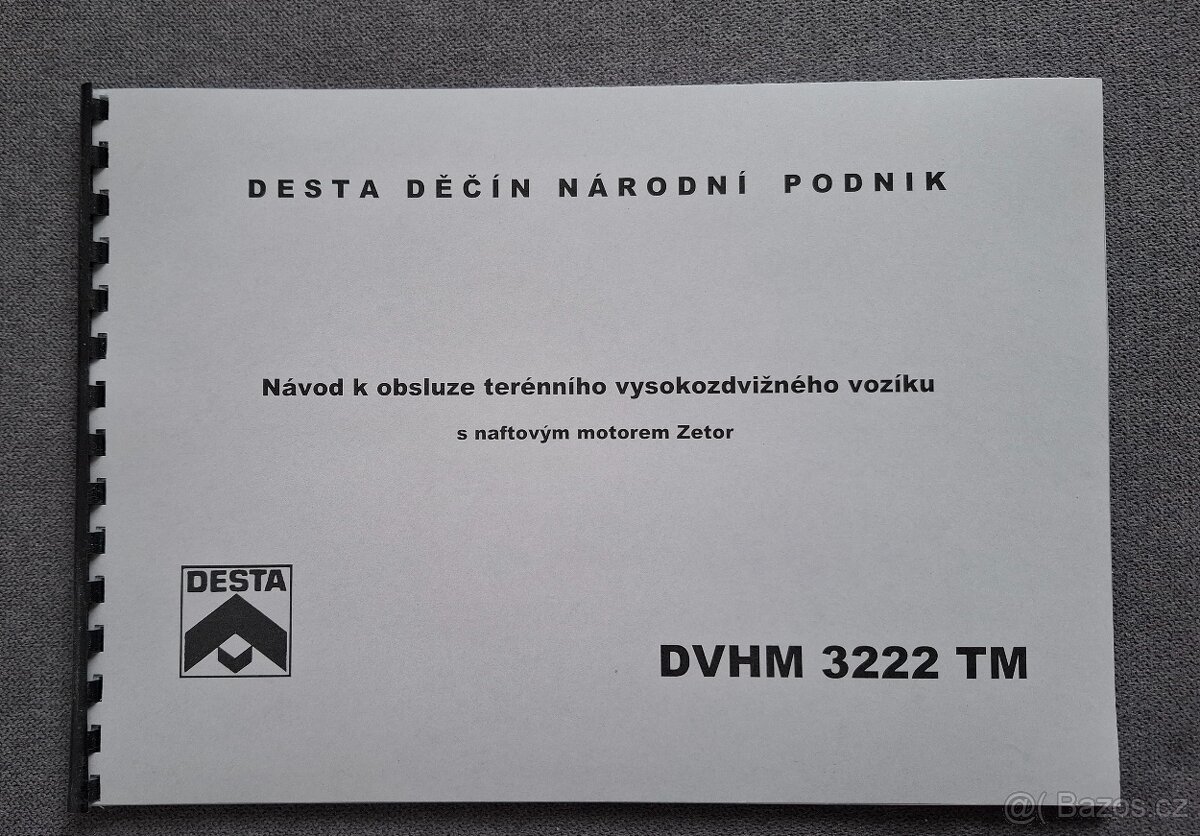 DESTA DĚČÍN NÁRODNÍ PODNIK
Návod k obsluze terénního vysokozdvižného vozíku
s naftovým motorem Zetor
DESTA
DVHM 3222 TM
@( Bazos.cz